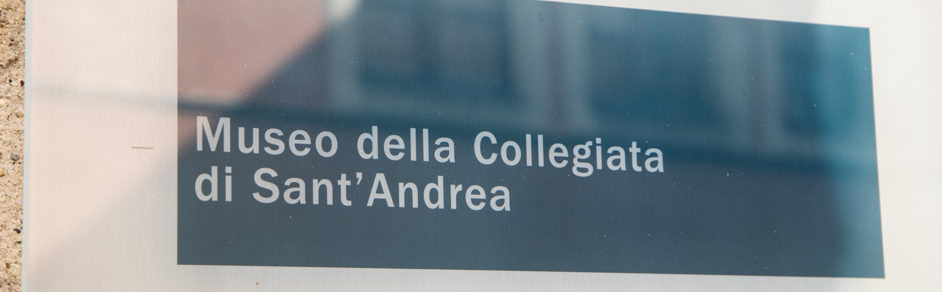 Museo della Collegiata
di Sant'Andrea